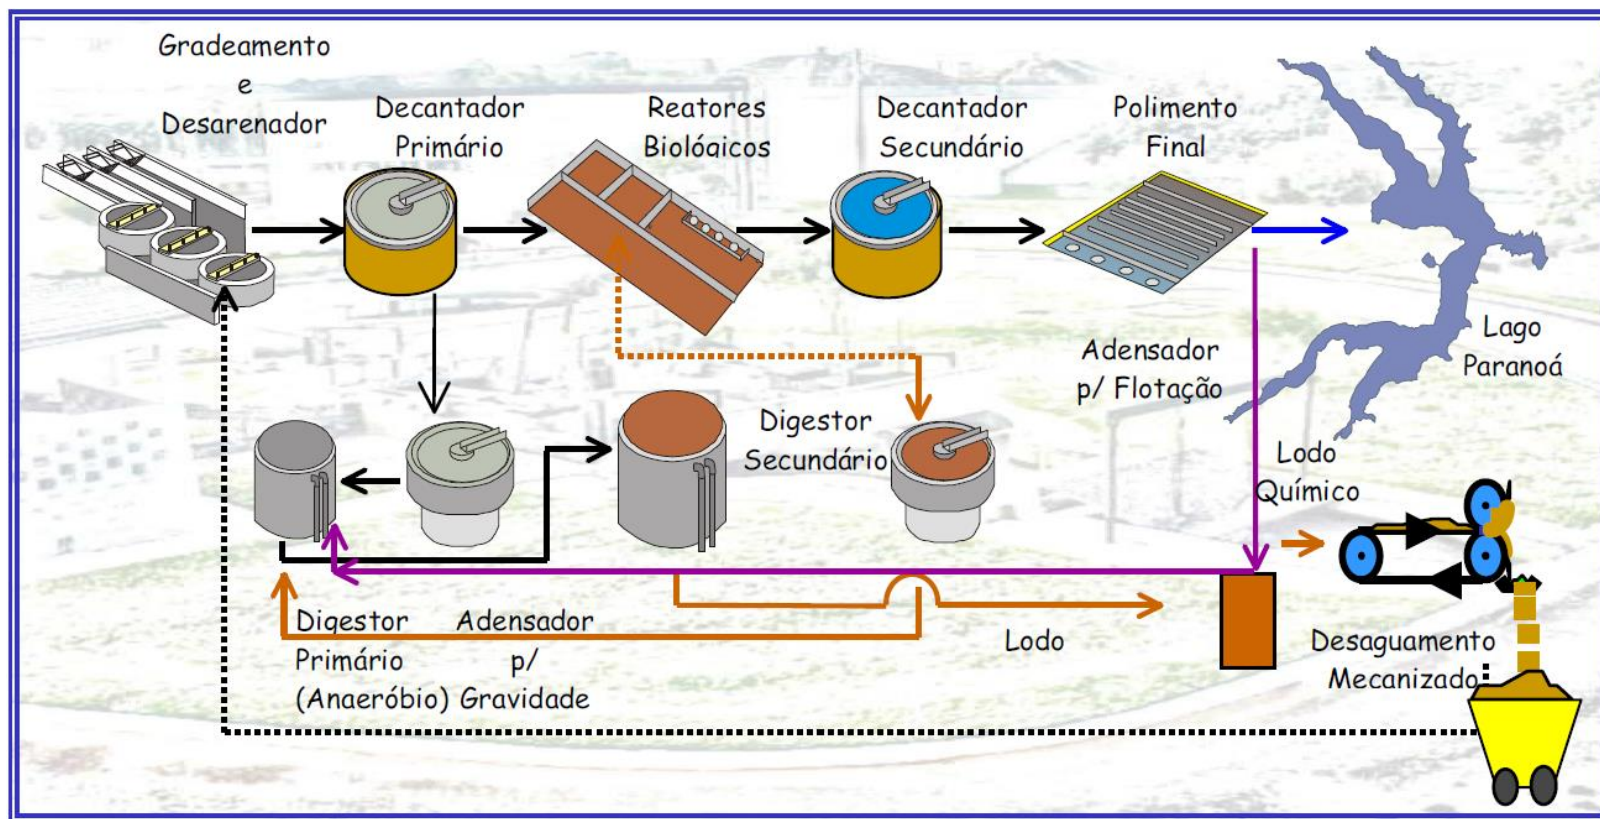 Gradeamento
e
Desarenador
Decantador
Primário
Reatores
Biológicos
Decantador
Secundário
Polimento
Final
Lago
Paranoá
Adensador
p/ Flotação
Digestor
Secundário
Lodo
Químico
Digestor
Primário
(Anaeróbio)
Adensador
p/
Gravidade
Lodo
Desaguamento
Mecanizado